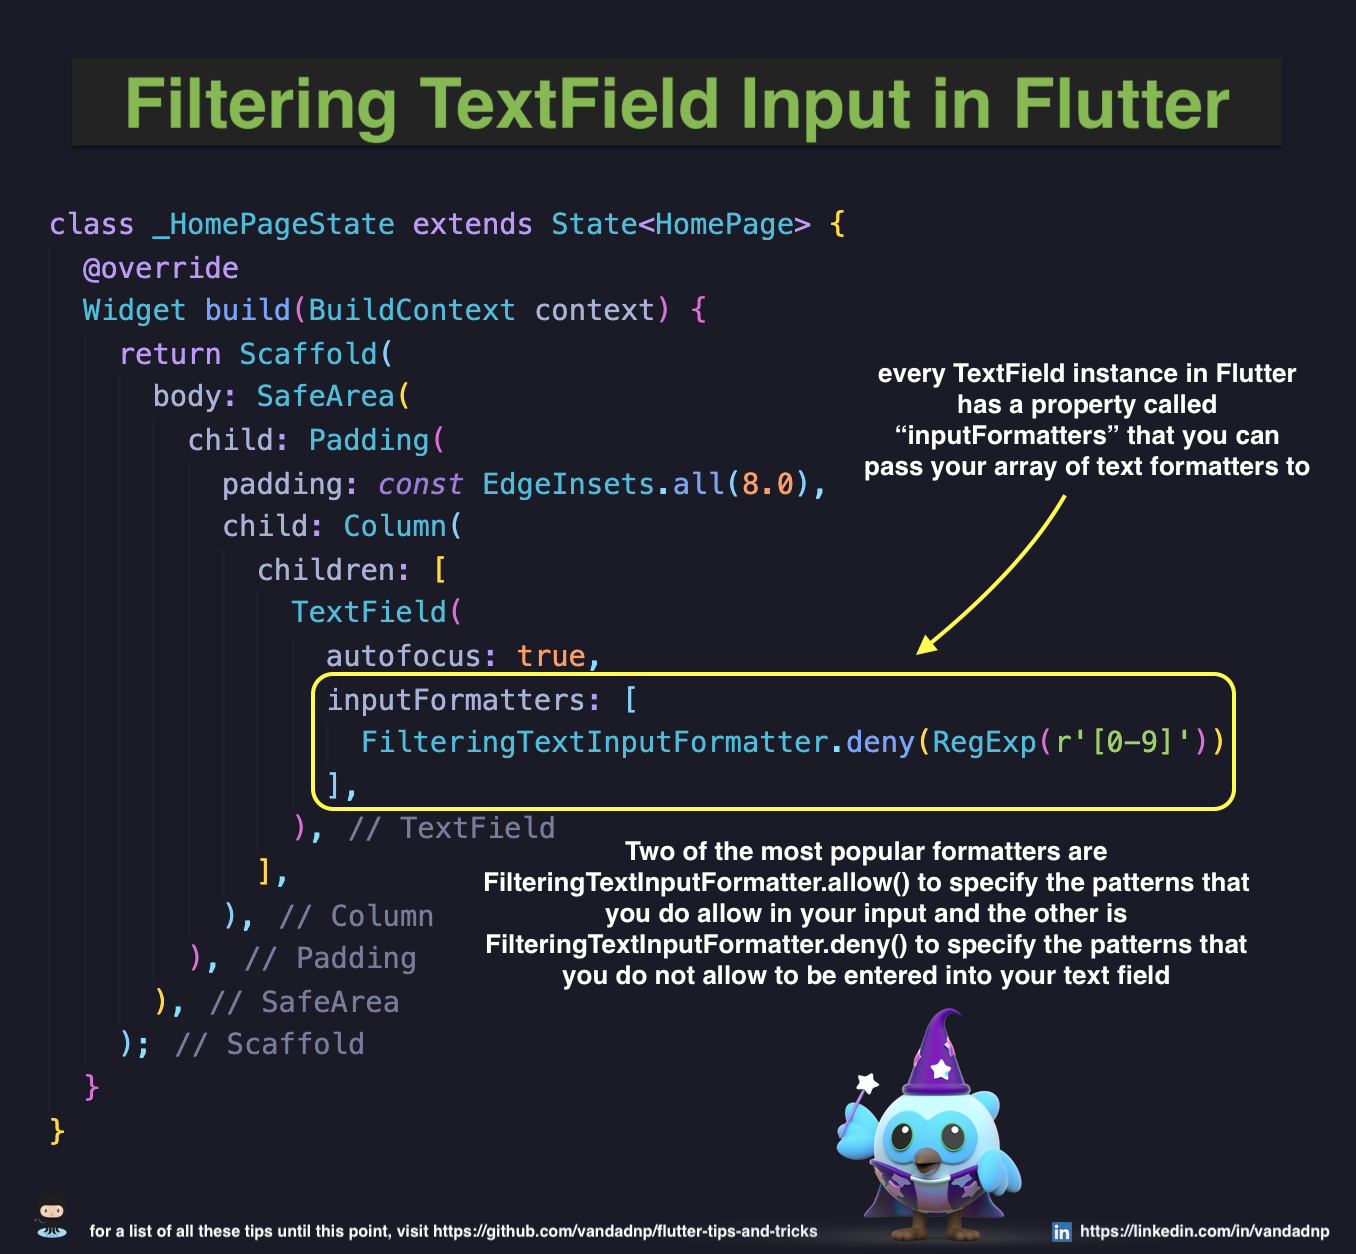 Filtering TextField Input in Flutter
class _HomePageState extends State<HomePage> {
  @override
  Widget build(BuildContext context) {
    return Scaffold(
      body: SafeArea(
        child: Padding(
          padding: const EdgeInsets.all(8.0),
          child: Column(
            children: [
              TextField(
                autofocus: true,
                inputFormatters: [
                  FilteringTextInputFormatter.deny(RegExp(r'[0-9]'))
                ],
              ), // TextField
            ],
          ), // Column
        ), // Padding
      ), // SafeArea
    ); // Scaffold
  }
}
every TextField instance in Flutter
has a property called
“inputFormatters” that you can
pass your array of text formatters to
Two of the most popular formatters are
FilteringTextInputFormatter.allow() to specify the patterns that
you do allow in your input and the other is
FilteringTextInputFormatter.deny() to specify the patterns that
you do not allow to be entered into your text field
for a list of all these tips until this point, visit https://github.com/vandadnp/flutter-tips-and-tricks
in https://linkedin.com/in/vandadnp